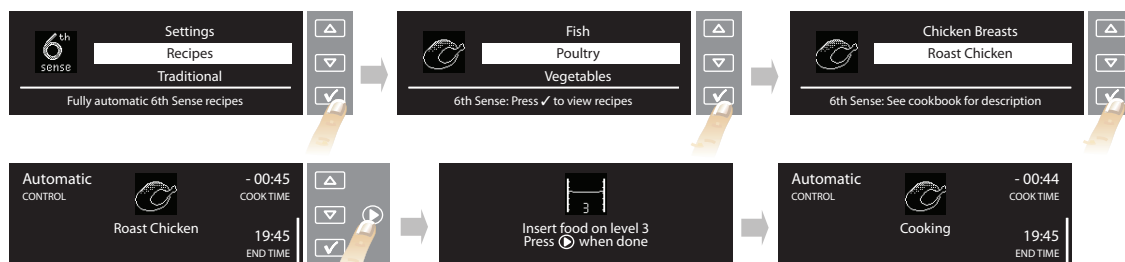 6th
sense
Settings
Recipes
Traditional
Fully automatic 6th Sense recipes
Fish
Poultry
Vegetables
6th Sense: Press ✓ to view recipes
Chicken Breasts
Roast Chicken
6th Sense: See cookbook for description
Automatic
CONTROL
- 00:45
COOK TIME
Roast Chicken
19:45
END TIME
3
Insert food on level 3
Press ▶ when done
Automatic
CONTROL
- 00:44
COOK TIME
Cooking
19:45
END TIME